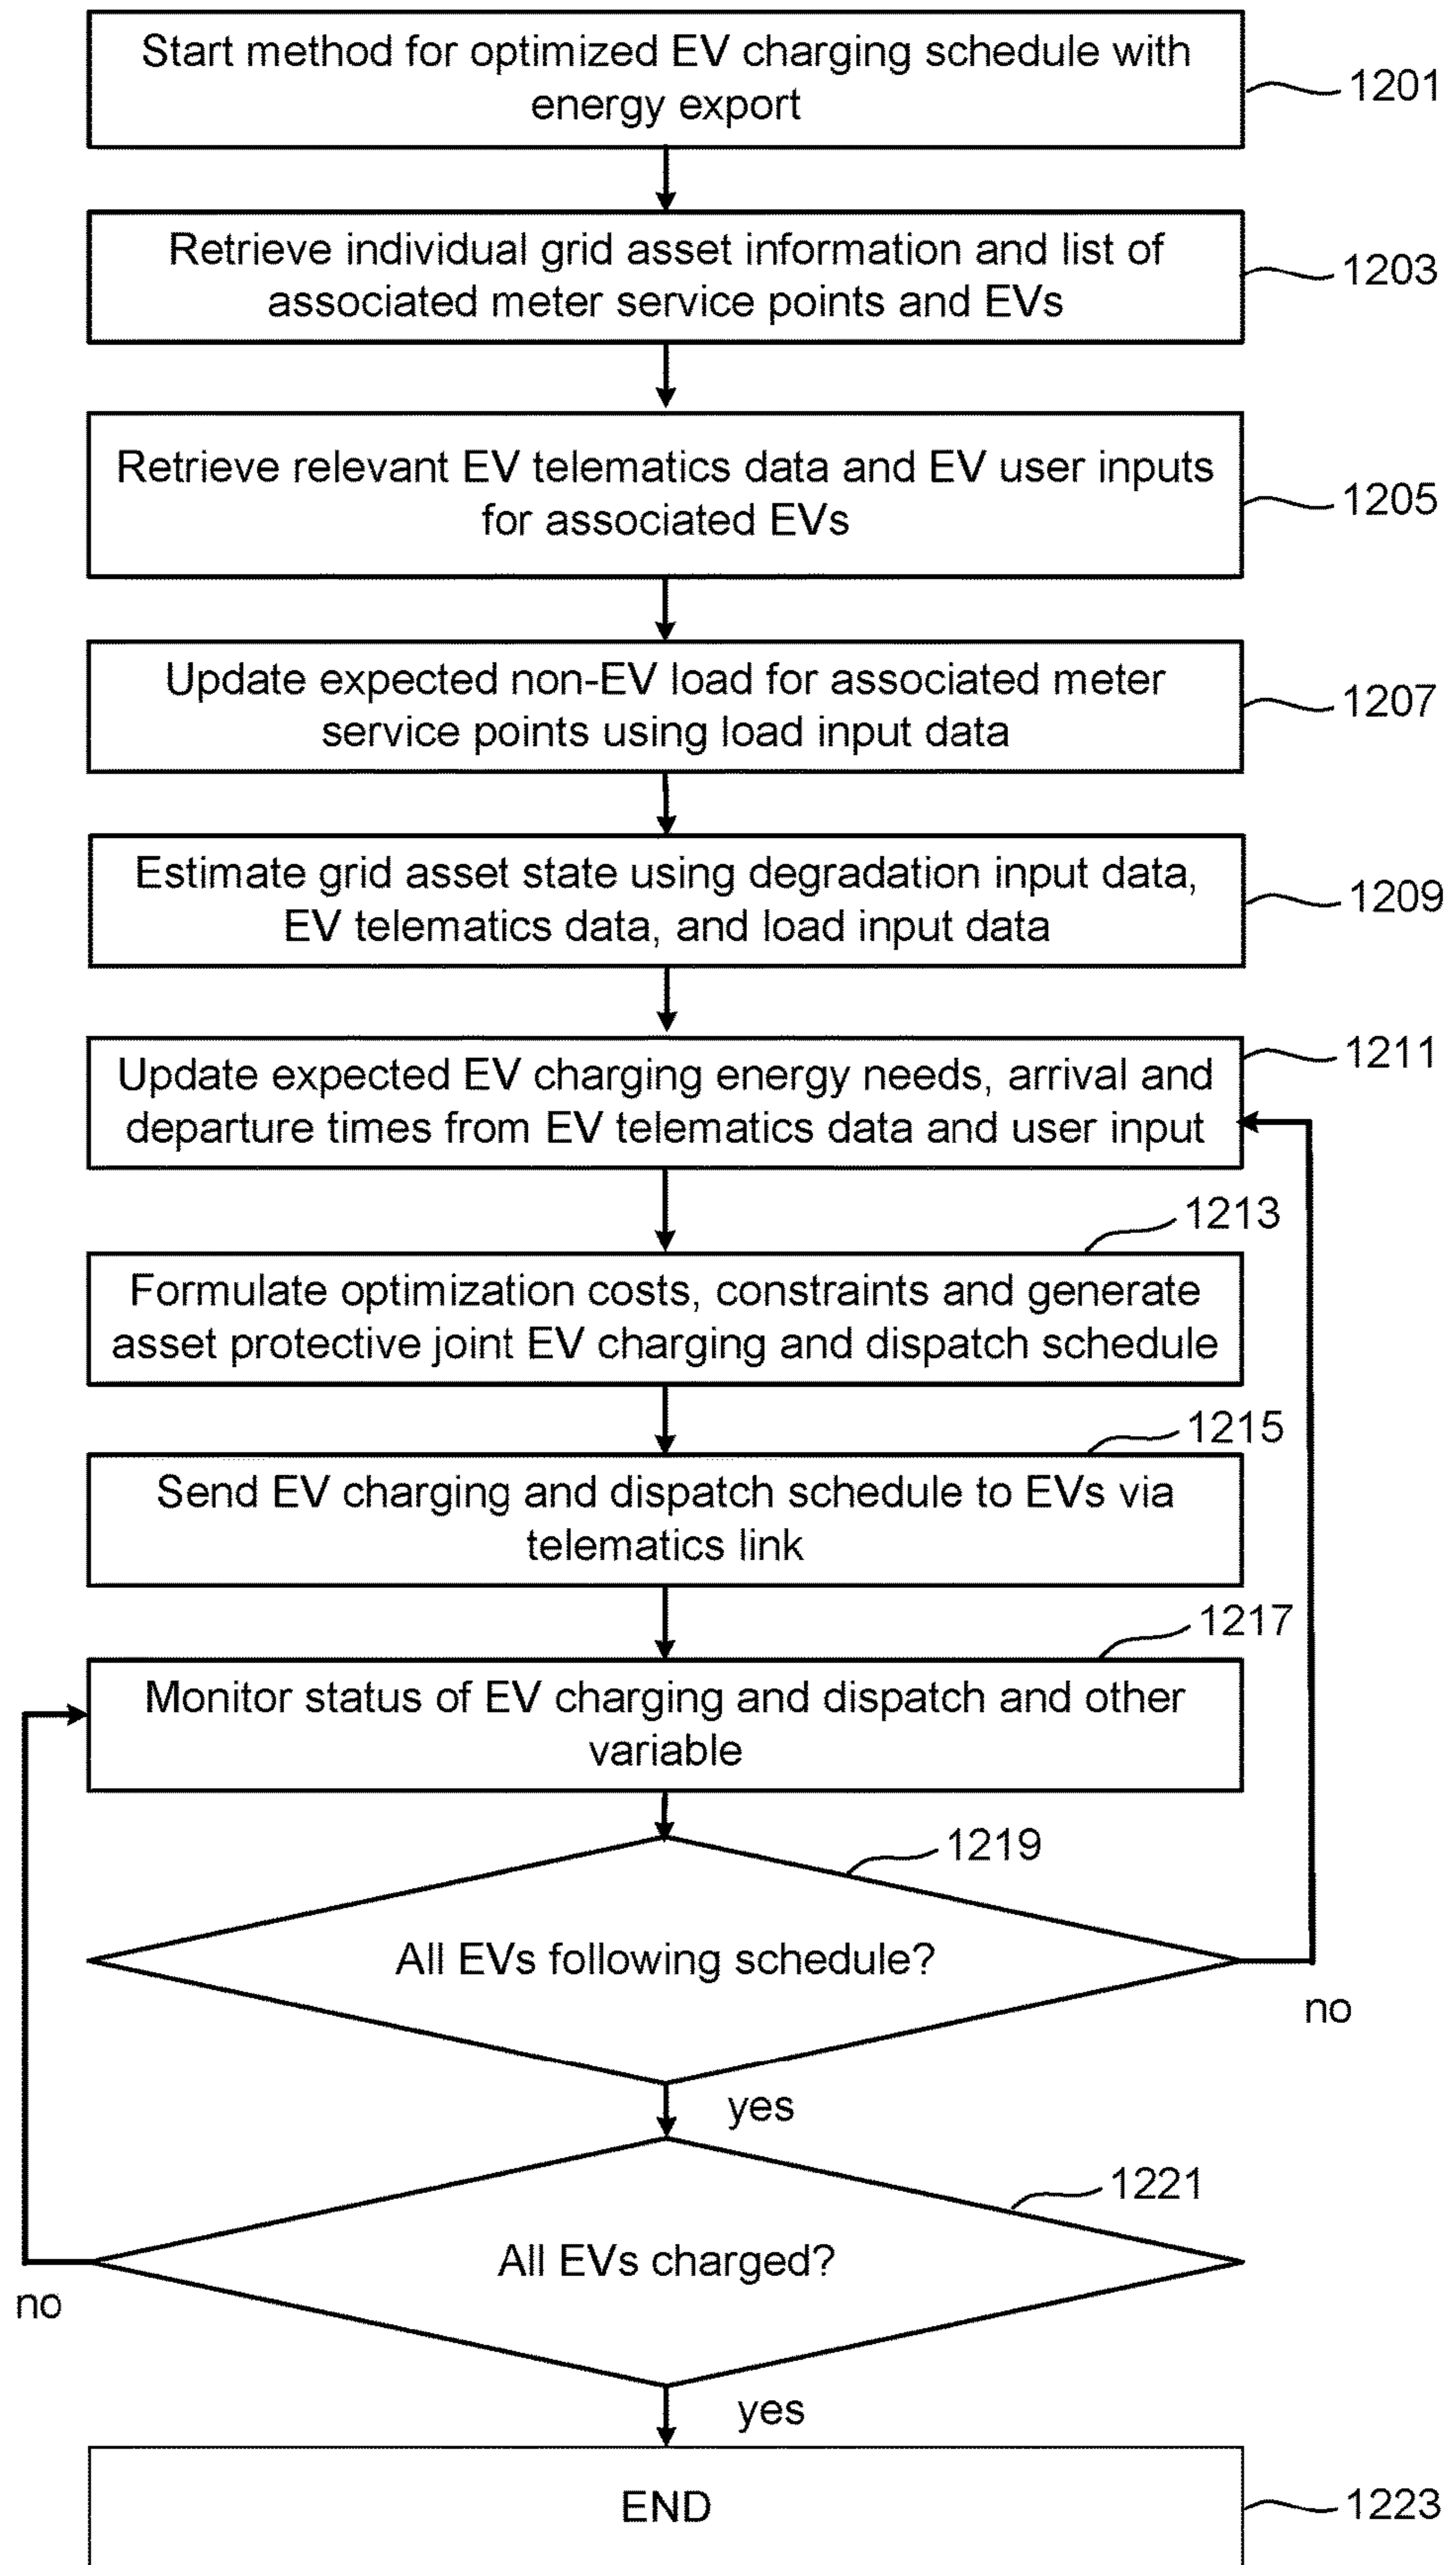 Start method for optimized EV charging schedule with
energy export
1201
Retrieve individual grid asset information and list of
associated meter service points and EVs
1203
Retrieve relevant EV telematics data and EV user inputs
for associated EVs
1205
Update expected non-EV load for associated meter
service points using load input data
1207
Estimate grid asset state using degradation input data,
EV telematics data, and load input data
1209
1211
Update expected EV charging energy needs, arrival and
departure times from EV telematics data and user input
1213
Formulate optimization costs, constraints and generate
asset protective joint EV charging and dispatch schedule
1215
Send EV charging and dispatch schedule to EVs via
telematics link
1217
Monitor status of EV charging and dispatch and other
variable
1219
All EVs following schedule?
no
yes
1221
All EVs charged?
no
yes
END
1223